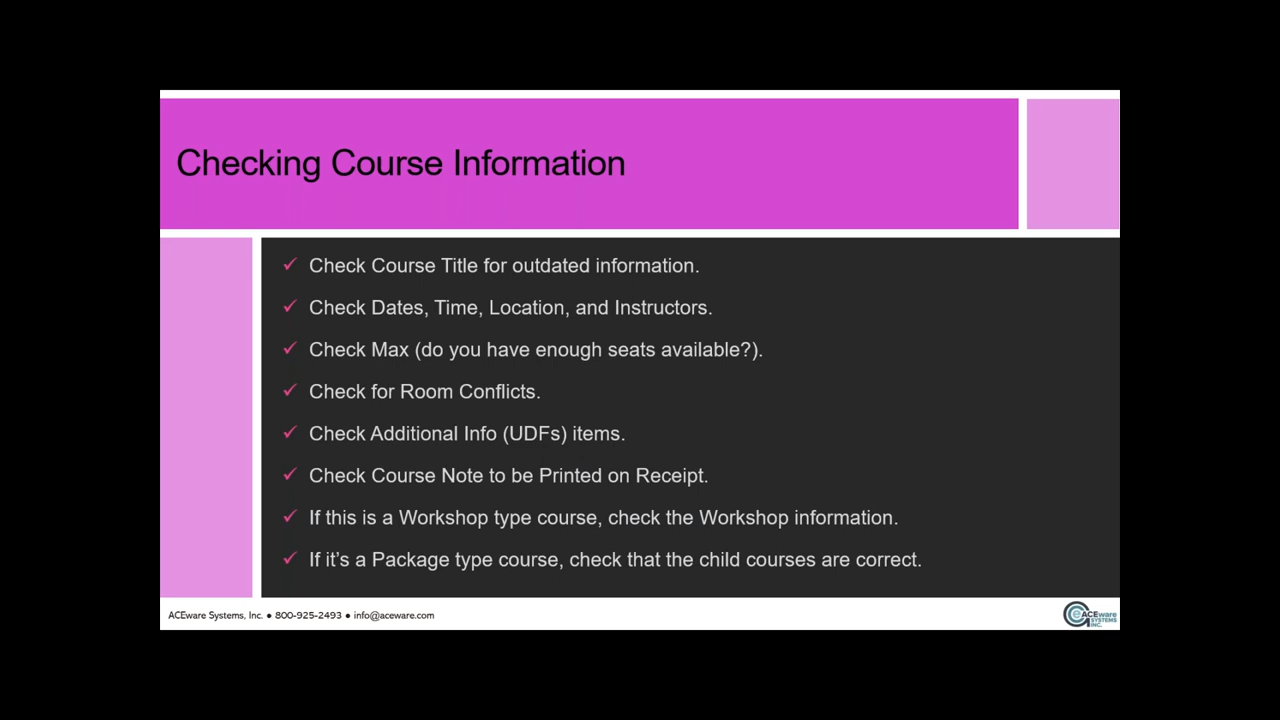 Checking Course Information
✓ Check Course Title for outdated information.
✓ Check Dates, Time, Location, and Instructors.
✓ Check Max (do you have enough seats available?).
✓ Check for Room Conflicts.
✓ Check Additional Info (UDFs) items.
✓ Check Course Note to be Printed on Receipt.
✓ If this is a Workshop type course, check the Workshop information.
✓ If it’s a Package type course, check that the child courses are correct.
ACEware Systems, Inc. ● 800-925-2493 ● info@aceware.com
ACEware
SYSTEMS
INC.